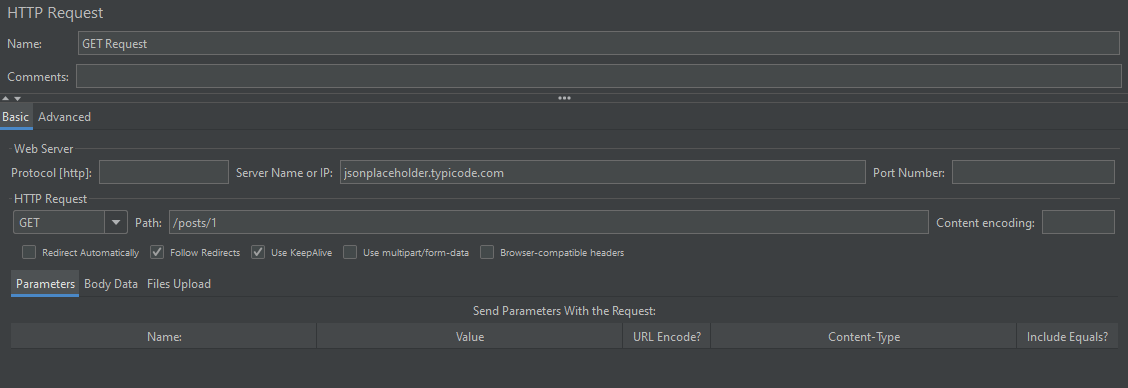 HTTP Request
Name: GET Request
Comments:
Basic Advanced
Web Server
Protocol [http]: Server Name or IP: jsonplaceholder.typicode.com Port Number:
HTTP Request
GET Path: /posts/1 Content encoding:
Redirect Automatically Follow Redirects Use KeepAlive Use multipart/form-data Browser-compatible headers
Parameters Body Data Files Upload
Send Parameters With the Request:
Name: Value URL Encode? Content-Type Include Equals?